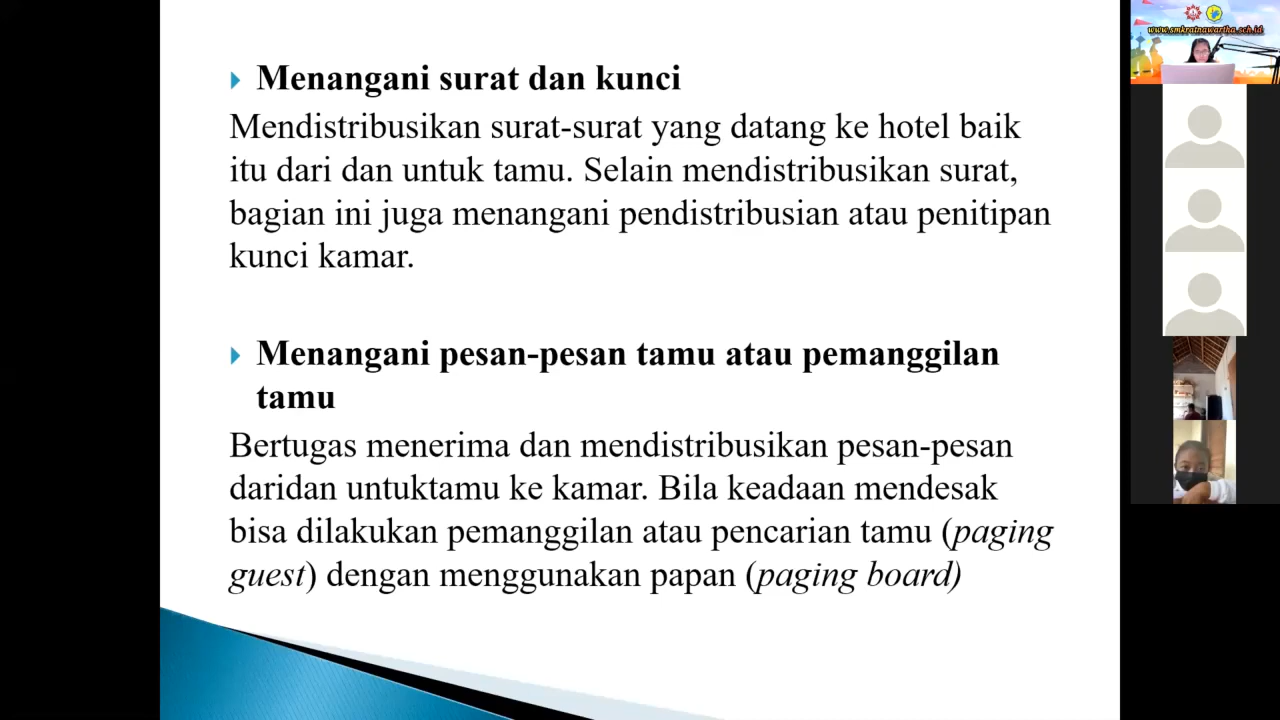 Menangani surat dan kunci
Mendistribusikan surat-surat yang datang ke hotel baik
itu dari dan untuk tamu. Selain mendistribusikan surat,
bagian ini juga menangani pendistribusian atau penitipan
kunci kamar.
Menangani pesan-pesan tamu atau pemanggilan
tamu
Bertugas menerima dan mendistribusikan pesan-pesan
daridan untuktamu ke kamar. Bila keadaan mendesak
bisa dilakukan pemanggilan atau pencarian tamu (paging
guest) dengan menggunakan papan (paging board)
www.smkratnawartha.sch.id